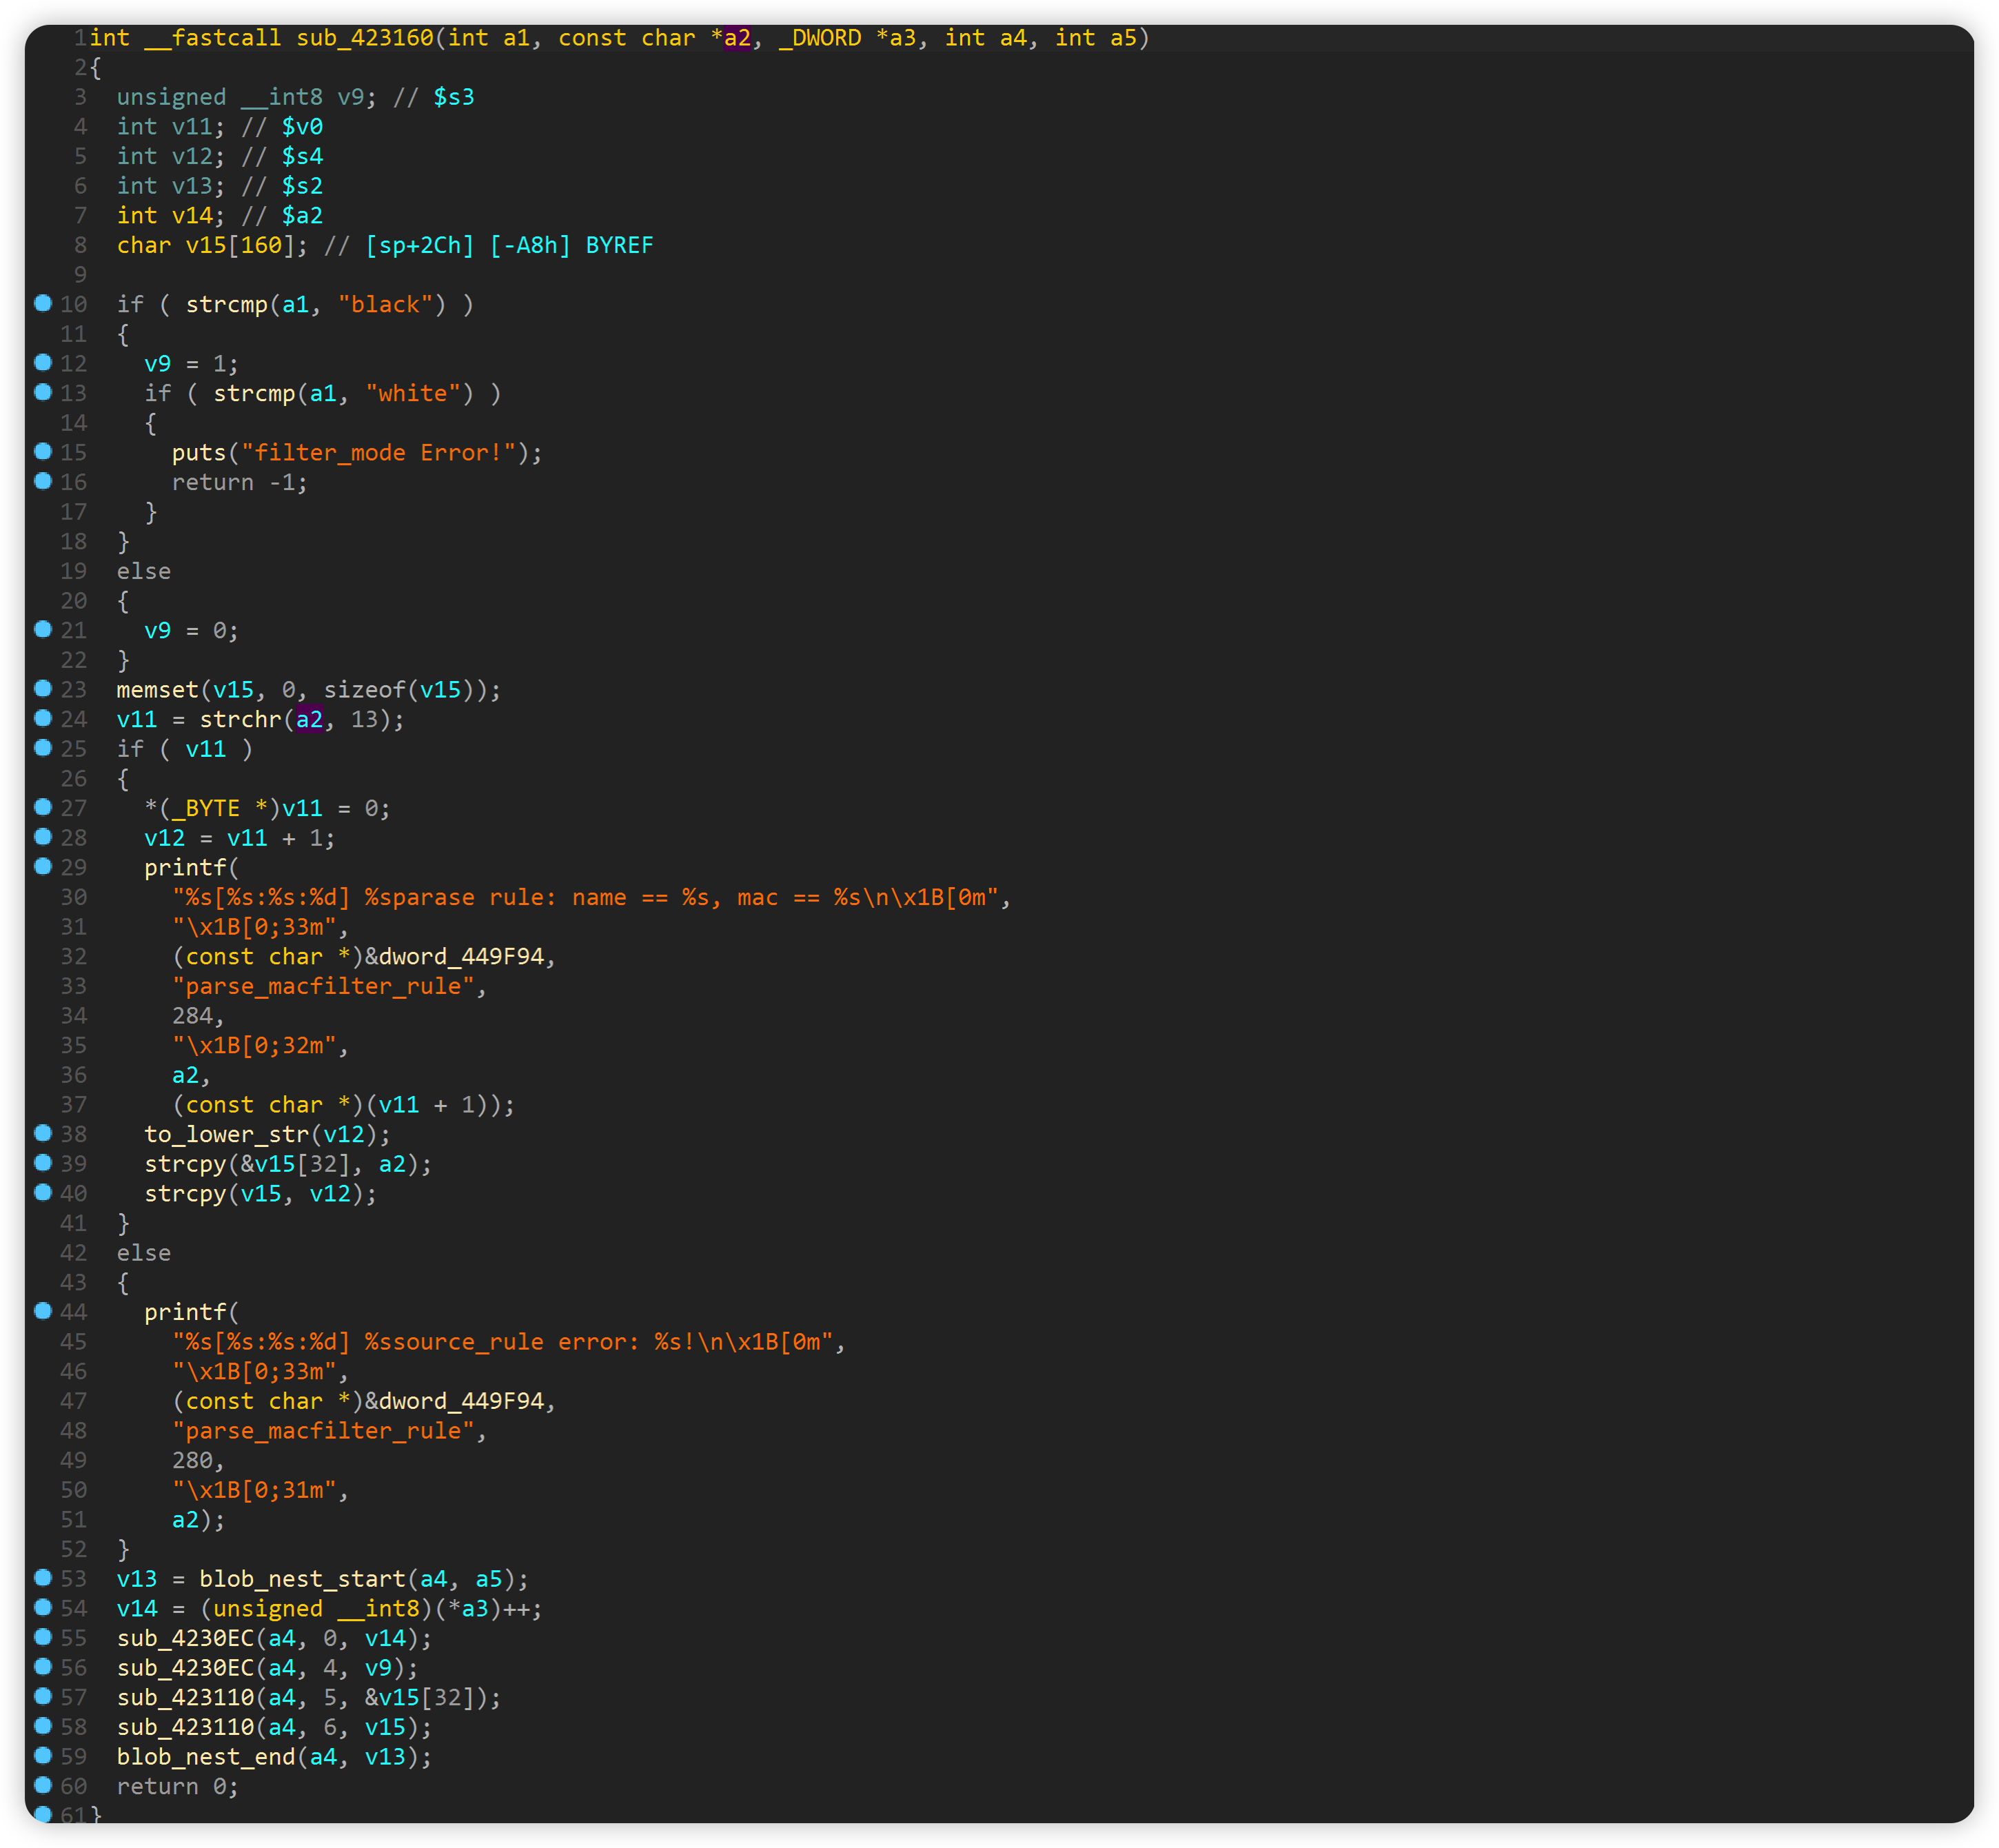 1 int __fastcall sub_423160(int a1, const char *a2, _DWORD *a3, int a4, int a5)
2 {
3   unsigned __int8 v9; // $s3
4   int v11; // $v0
5   int v12; // $s4
6   int v13; // $s2
7   int v14; // $a2
8   char v15[160]; // [sp+2Ch] [-A8h] BYREF
9
10   if ( strcmp(a1, "black") )
11   {
12     v9 = 1;
13     if ( strcmp(a1, "white") )
14     {
15       puts("filter_mode Error!");
16       return -1;
17     }
18   }
19   else
20   {
21     v9 = 0;
22   }
23   memset(v15, 0, sizeof(v15));
24   v11 = strchr(a2, 13);
25   if ( v11 )
26   {
27     *(_BYTE *)v11 = 0;
28     v12 = v11 + 1;
29     printf(
30       "%s[%s:%s:%d] %sparase rule: name == %s, mac == %s\n\x1B[0m",
31       "\x1B[0;33m",
32       (const char *)&dword_449F94,
33       "parse_macfilter_rule",
34       284,
35       "\x1B[0;32m",
36       a2,
37       (const char *)(v11 + 1));
38     to_lower_str(v12);
39     strcpy(&v15[32], a2);
40     strcpy(v15, v12);
41   }
42   else
43   {
44     printf(
45       "%s[%s:%s:%d] %ssource_rule error: %s!\n\x1B[0m",
46       "\x1B[0;33m",
47       (const char *)&dword_449F94,
48       "parse_macfilter_rule",
49       280,
50       "\x1B[0;31m",
51       a2);
52   }
53   v13 = blob_nest_start(a4, a5);
54   v14 = (unsigned __int8)(*a3)++;
55   sub_4230EC(a4, 0, v14);
56   sub_4230EC(a4, 4, v9);
57   sub_423110(a4, 5, &v15[32]);
58   sub_423110(a4, 6, v15);
59   blob_nest_end(a4, v13);
60   return 0;
61 }